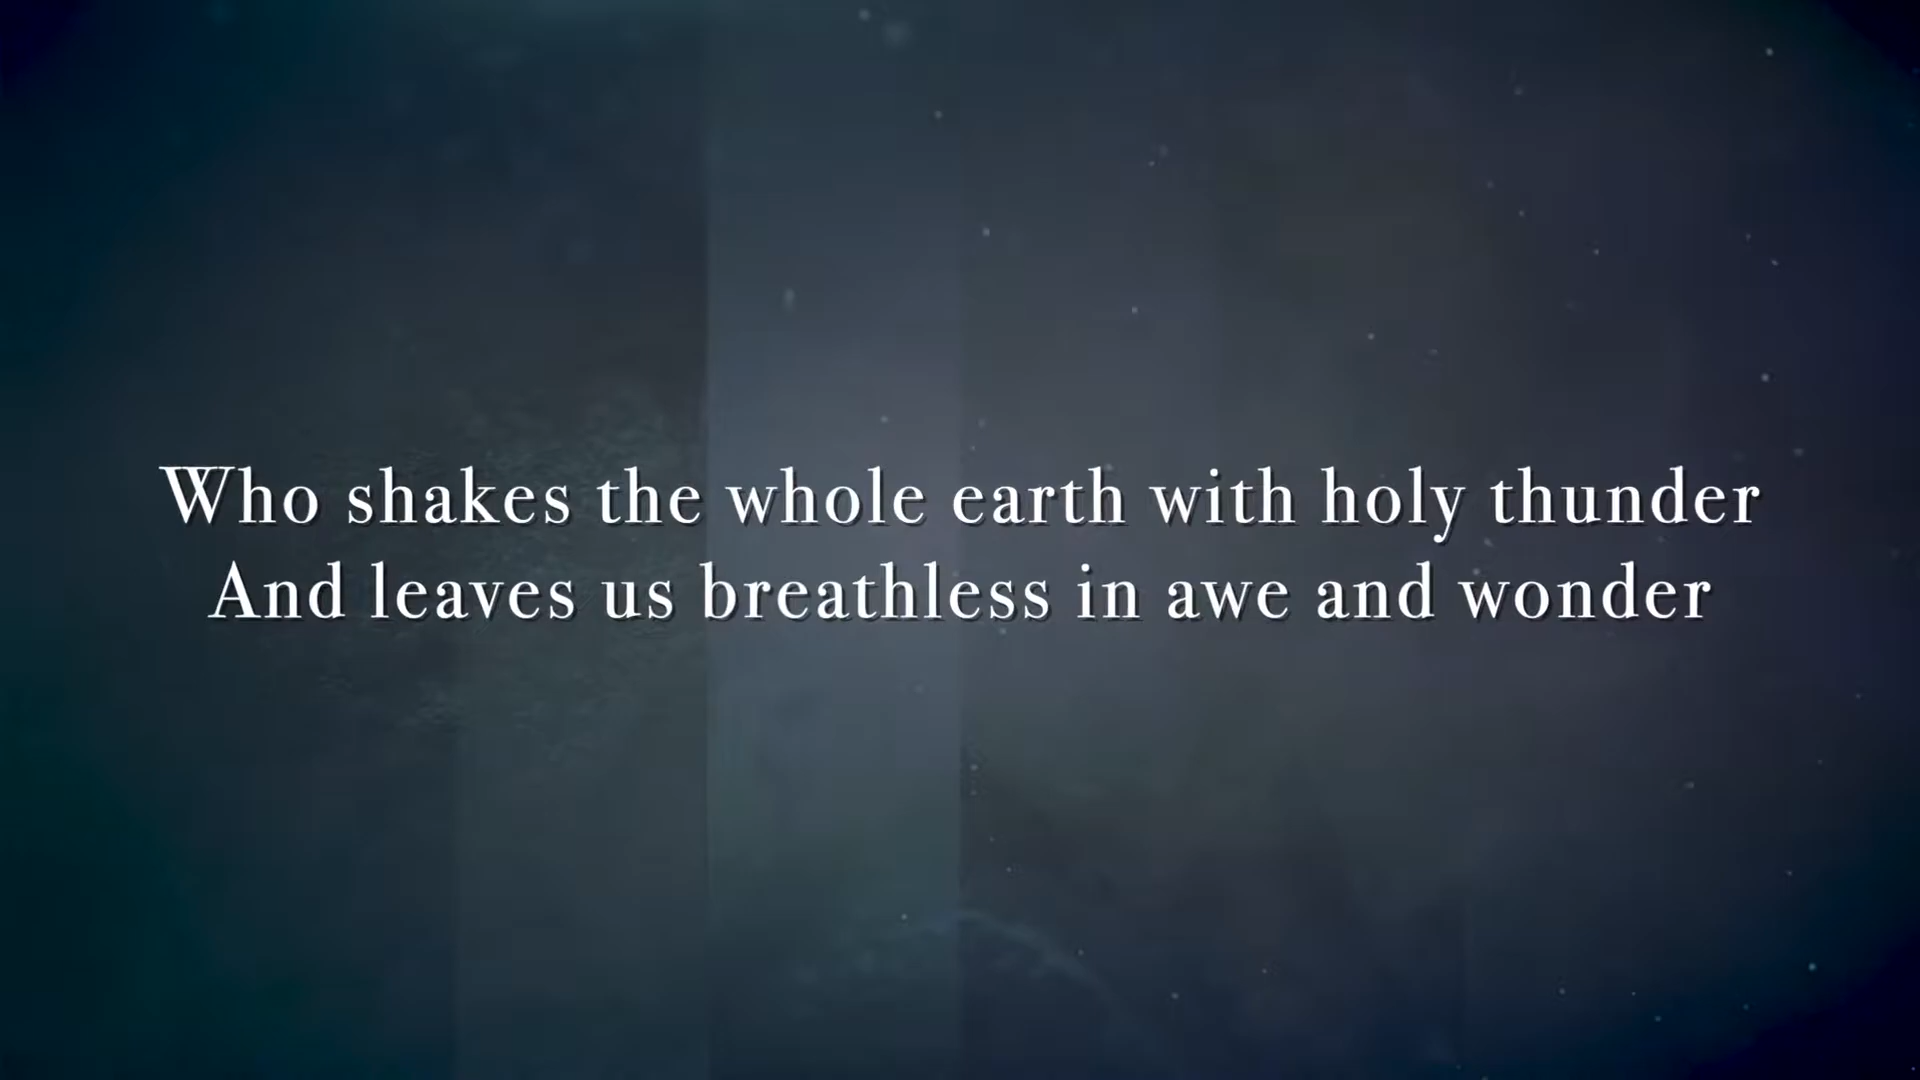 Who shakes the whole earth with holy thunder
And leaves us breathless in awe and wonder